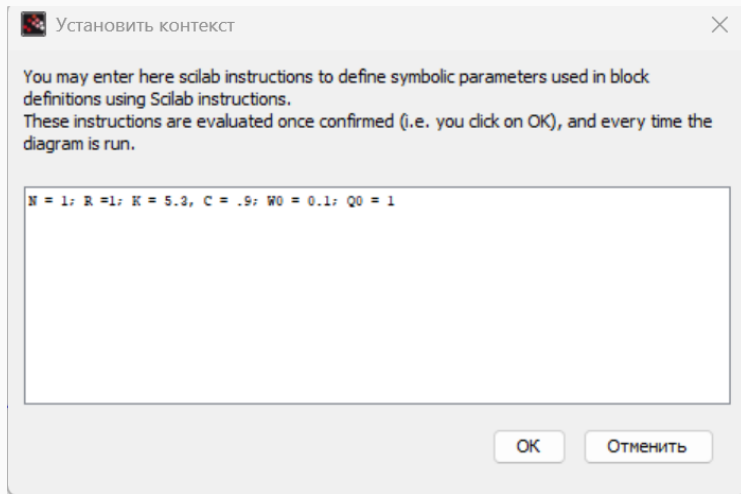 Установить контекст
You may enter here scilab instructions to define symbolic parameters used in block
definitions using Scilab instructions.
These instructions are evaluated once confirmed (i.e. you click on OK), and every time the
diagram is run.
N = 1; R =1; K = 5.3, C = .9; W0 = 0.1; Q0 = 1
OK
Отменить